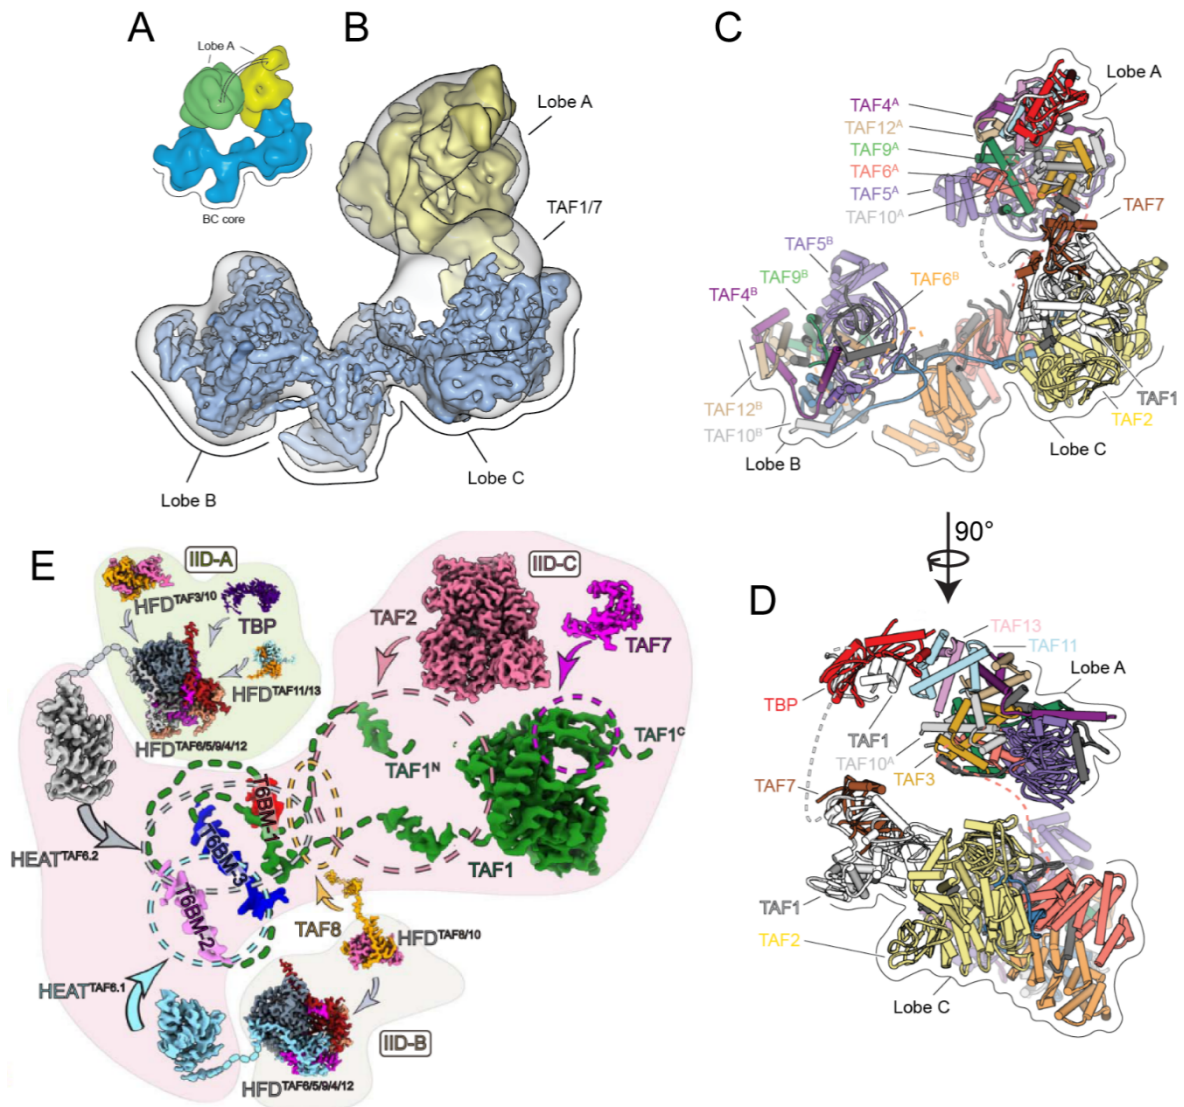 A
Lobe A
BC core
B
Lobe A
TAF1/7
Lobe B
Lobe C
C
Lobe A
TAF4ᴬ
TAF12ᴬ
TAF9ᴬ
TAF6ᴬ
TAF5ᴬ
TAF10ᴬ
TAF7
TAF5ᴮ
TAF9ᴮ
TAF6ᴮ
TAF4ᴮ
TAF12ᴮ
TAF10ᴮ
Lobe B
TAF1
TAF2
Lobe C
90°
D
TAF13
TAF11
Lobe A
TBP
TAF1
TAF10ᴬ
TAF3
TAF7
TAF1
TAF2
Lobe C
E
IID-A
HFDTAF3/10
TBP
HFDTAF11/13
HFDTAF6/5/9/4/12
IID-C
TAF2
TAF7
TAF1ᶜ
TAF1ᴺ
T6BM-1
T6BM-3
T6BM-2
HEATTAF6.2
TAF1
TAF8
HFDTAF8/10
HEATTAF6.1
IID-B
HFDTAF6/5/9/4/12